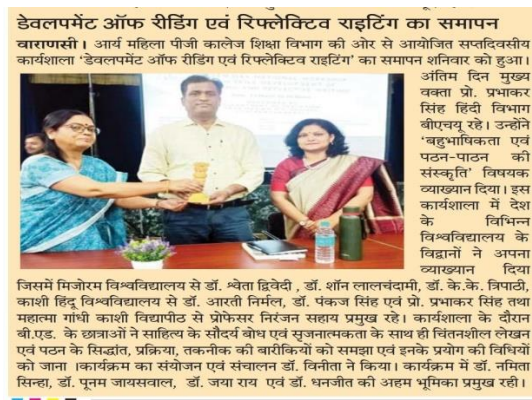 डेवलपमेंट ऑफ रीडिंग एवं रिफ्लेक्टिव राइटिंग का समापन
वाराणसी। आर्य महिला पीजी कालेज शिक्षा विभाग की ओर से आयोजित सप्तदिवसीय
कार्यशाला 'डेवलपमेंट ऑफ रीडिंग एवं रिफ्लेक्टिव राइटिंग' का समापन शनिवार को हुआ।
अंतिम दिन मुख्य
वक्ता प्रो. प्रभाकर
सिंह हिंदी विभाग
बीएचयू रहे। उन्होंने
'बहुभाषिकता एवं
पठन-पाठन की
संस्कृति' विषयक
व्याख्यान दिया। इस
कार्यशाला में देश
के विभिन्न
विश्वविद्यालय के
विद्वानों ने अपना
व्याख्यान दिया
जिसमें मिजोरम विश्वविद्यालय से डॉ. श्वेता द्विवेदी , डॉ. शॉन लालचंदामी, डॉ. के.के. त्रिपाठी,
काशी हिंदू विश्वविद्यालय से डॉ. आरती निर्मल, डॉ. पंकज सिंह एवं प्रो. प्रभाकर सिंह तथा
महात्मा गांधी काशी विद्यापीठ से प्रोफेसर निरंजन सहाय प्रमुख रहे। कार्यशाला के दौरान
बी.एड. के छात्राओं ने साहित्य के सौंदर्य बोध एवं सृजनात्मकता के साथ ही चिंतनशील लेखन
एवं पठन के सिद्धांत, प्रक्रिया, तकनीक की बारीकियों को समझा एवं इनके प्रयोग की विधियों
को जाना ।कार्यक्रम का संयोजन एवं संचालन डॉ. विनीता ने किया। कार्यक्रम में डॉ. नमिता
सिन्हा, डॉ. पूनम जायसवाल, डॉ. जया राय एवं डॉ. धनजीत की अहम भूमिका प्रमुख रही।